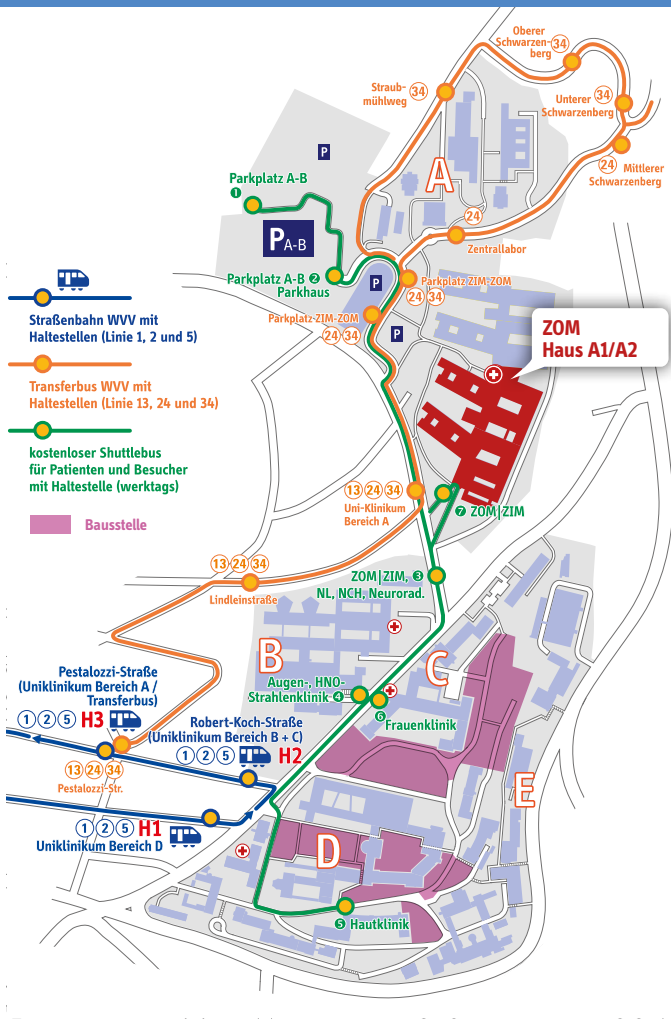 Oberer
Schwarzen-
berg 34
Straub-
mühlweg 34
Unterer 34
Schwarzenberg
24 Mittlerer
Schwarzenberg
P
A
Parkplatz A-B
1
24
Zentrallabor
PA-B
Parkplatz A-B 2
Parkhaus
P
Parkplatz ZIM-ZOM
24 34
Parkplatz ZIM-ZOM
24 34
P
ZOM
Haus A1/A2
Straßenbahn WVV mit
Haltestellen (Linie 1, 2 und 5)
Transferbus WVV mit
Haltestellen (Linie 13, 24 und 34)
kostenloser Shuttlebus
für Patienten und Besucher
mit Haltestelle (werktags)
Baustelle
13 24 34
Uni-Klinikum
Bereich A
7 ZOM|ZIM
13 24 34
Lindleinstraße
ZOM|ZIM, 3
NL, NCH, Neurorad.
B
C
Augen-, HNO-
Strahlenklinik 4
6
Frauenklinik
Pestalozzi-Straße
(Uniklinikum Bereich A /
Transferbus)
1 2 5 H3
Robert-Koch-Straße
(Uniklinikum Bereich B + C)
1 2 5 H2
13 24 34
Pestalozzi-Str.
E
1 2 5 H1
Uniklinikum Bereich D
D
5 Hautklinik